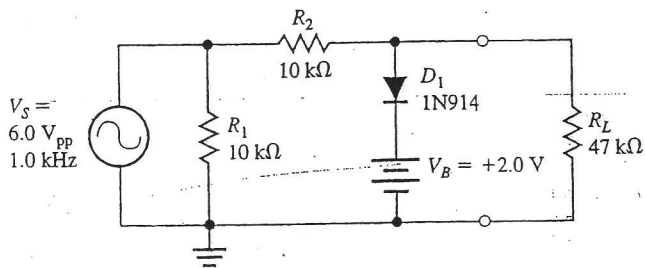 R2
10 kΩ
VS =
6.0 Vpp
1.0 kHz
R1
10 kΩ
D1
1N914
VB = +2.0 V
RL
47 kΩ